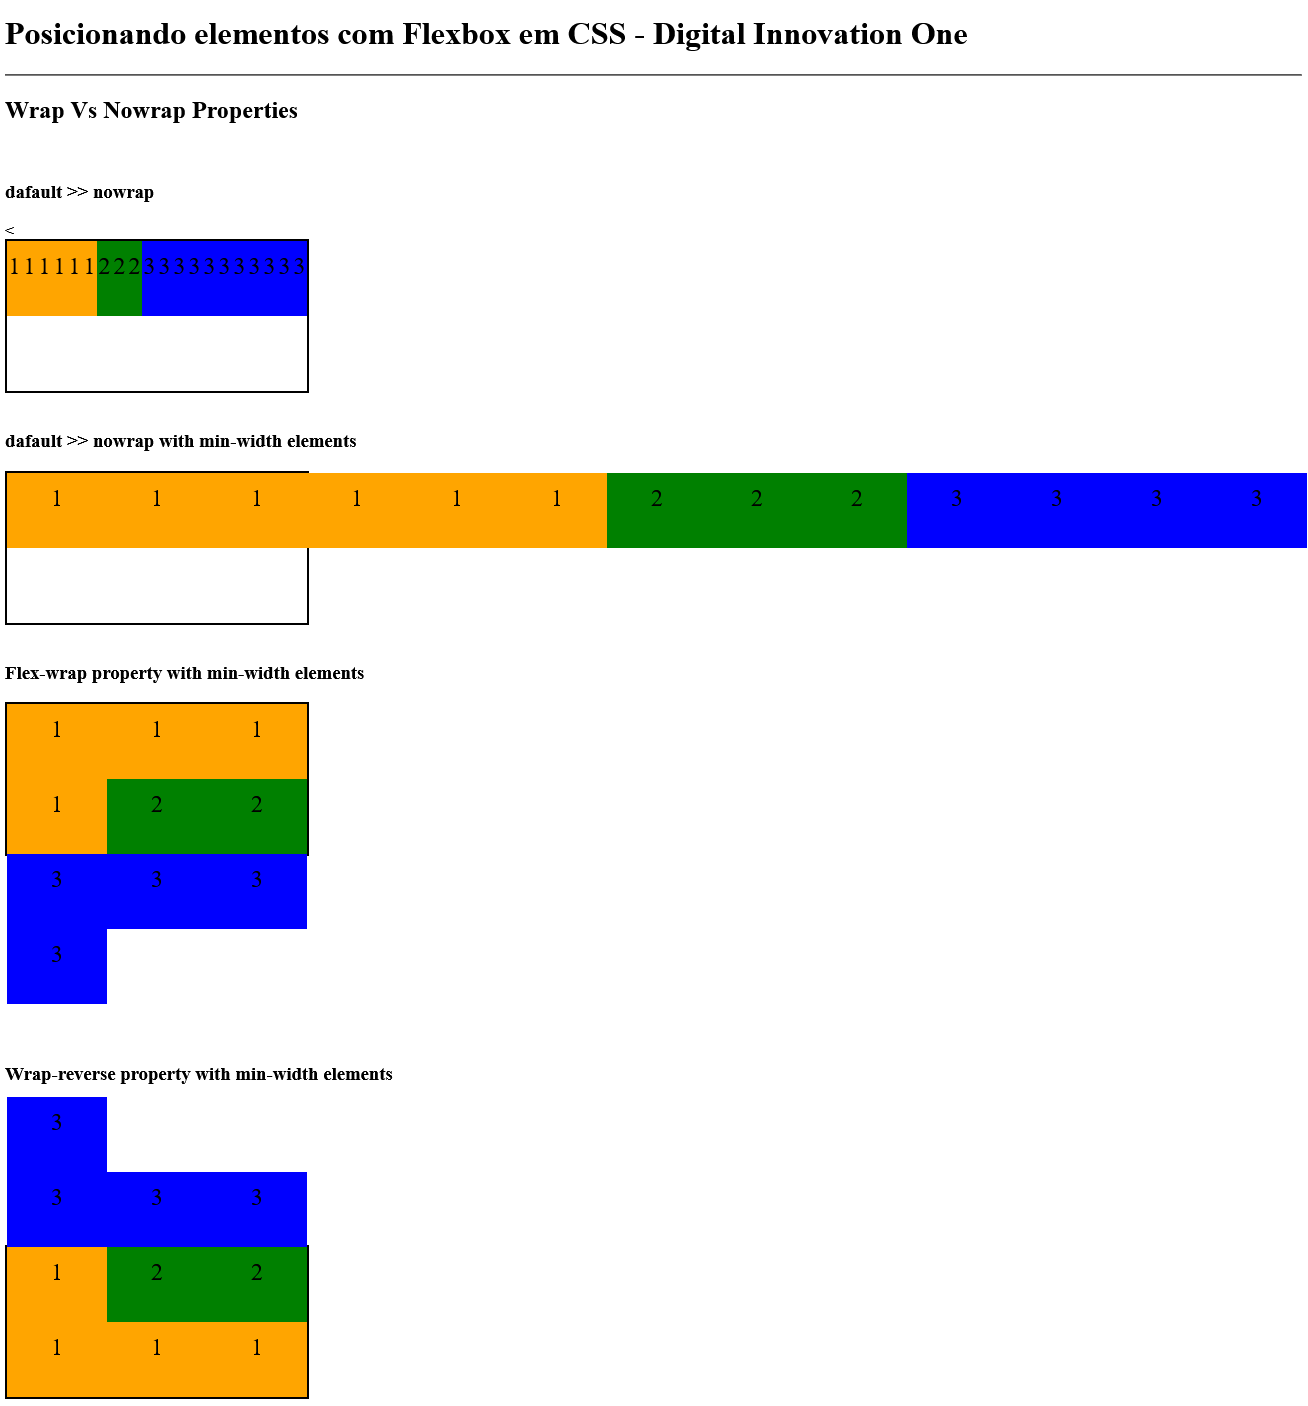 Posicionando elementos com Flexbox em CSS - Digital Innovation One
Wrap Vs Nowrap Properties
dafault >> nowrap
<
1 1 1 1 1 1 2 2 2 3 3 3 3 3 3 3 3 3 3 3
dafault >> nowrap with min-width elements
1 1 1 1 1 1 2 2 2 3 3 3 3
Flex-wrap property with min-width elements
1 1 1
1 2 2
3 3 3
3
Wrap-reverse property with min-width elements
3
3 3 3
1 2 2
1 1 1